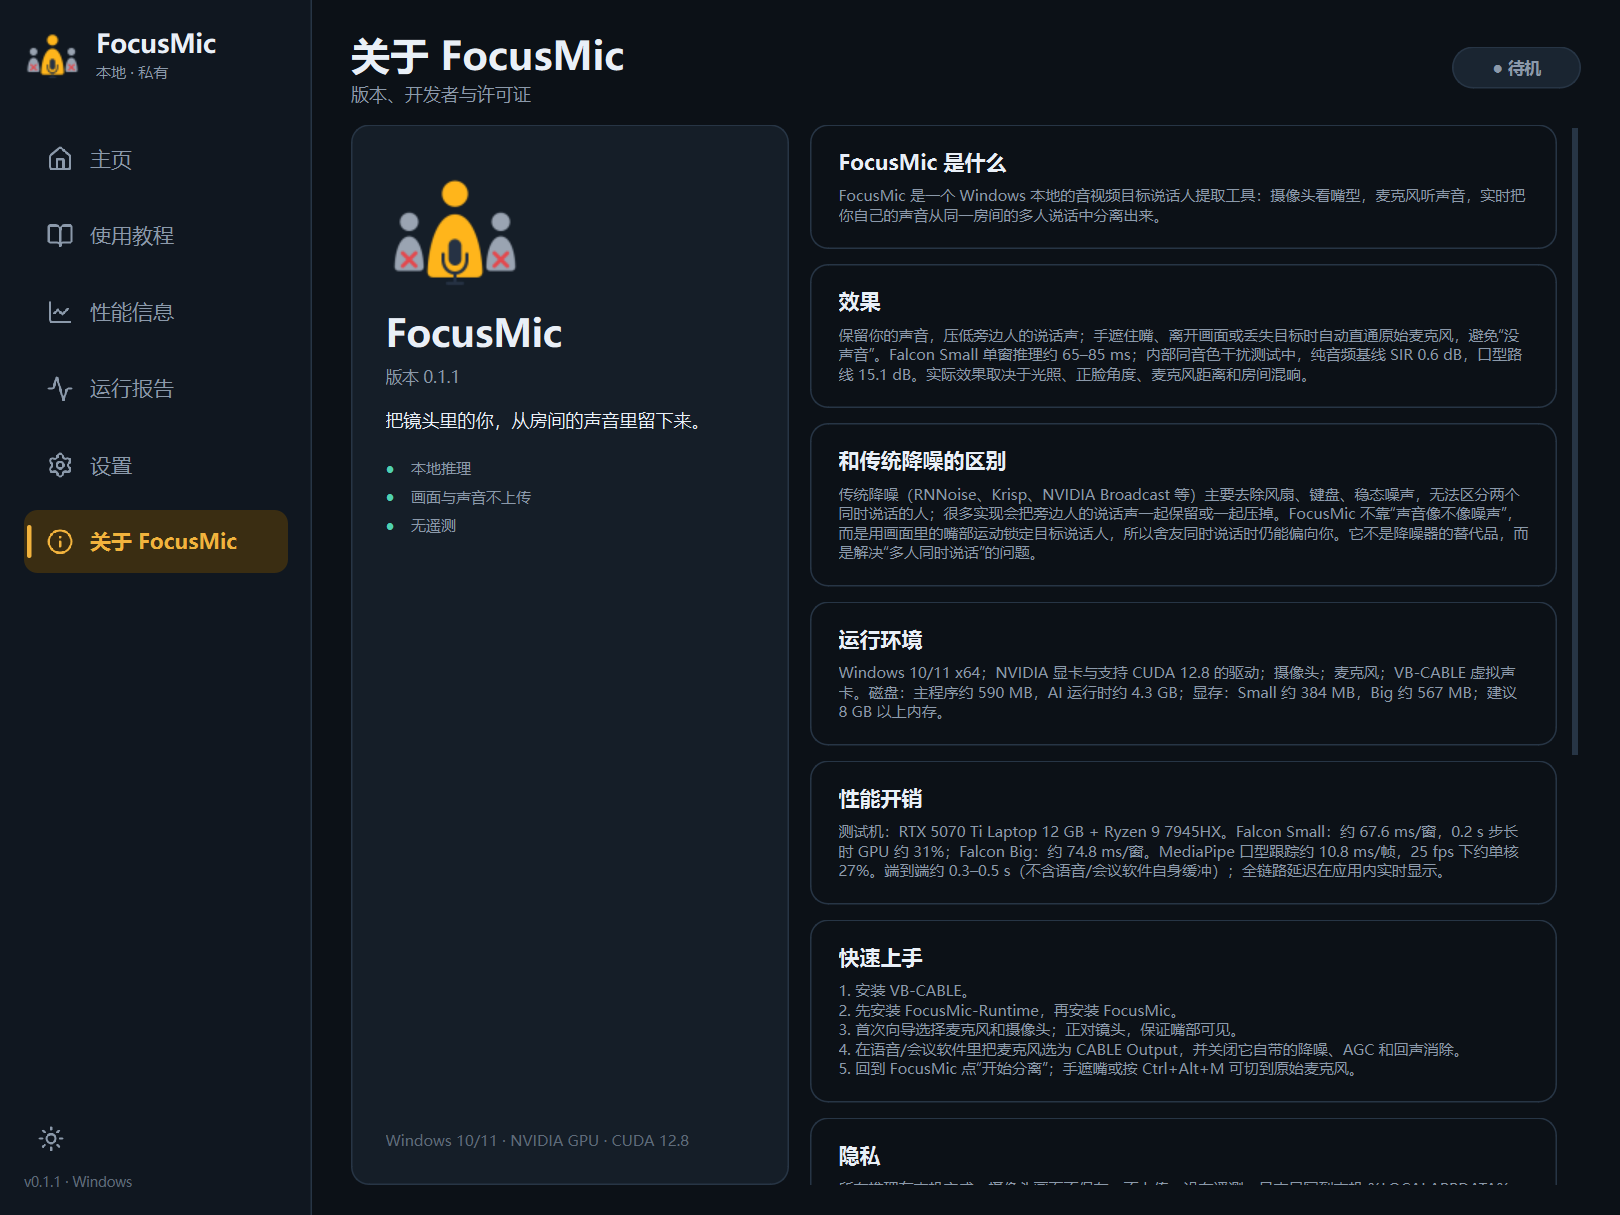 FocusMic
本地 · 私有
主页
使用教程
性能信息
运行报告
设置
关于 FocusMic
v0.1.1 · Windows
关于 FocusMic
版本、开发者与许可证
待机
FocusMic
版本 0.1.1
把镜头里的你，从房间的声音里留下来。
本地推理
画面与声音不上传
无遥测
Windows 10/11 · NVIDIA GPU · CUDA 12.8
FocusMic 是什么
FocusMic 是一个 Windows 本地的音视频目标说话人提取工具：摄像头看嘴型，麦克风听声音，实时把
你自己的声音从同一房间的多人说话中分离出来。
效果
保留你的声音，压低旁边人的说话声；手遮住嘴、离开画面或丢失目标时自动直通原始麦克风，避免“没
声音”。Falcon Small 单窗推理约 65–85 ms；内部同音色干扰测试中，纯音频基线 SIR 0.6 dB，口型路
线 15.1 dB。实际效果取决于光照、正脸角度、麦克风距离和房间混响。
和传统降噪的区别
传统降噪（RNNoise、Krisp、NVIDIA Broadcast 等）主要去除风扇、键盘、稳态噪声，无法区分两个
同时说话的人；很多实现会把旁边人的说话声一起保留或一起压掉。FocusMic 不靠“声音像不像噪声”，
而是用画面里的嘴部运动锁定目标说话人，所以舍友同时说话时仍能偏向你。它不是降噪器的替代品，而
是解决“多人同时说话”的问题。
运行环境
Windows 10/11 x64；NVIDIA 显卡与支持 CUDA 12.8 的驱动；摄像头；麦克风；VB-CABLE 虚拟声
卡。磁盘：主程序约 590 MB，AI 运行时约 4.3 GB；显存：Small 约 384 MB，Big 约 567 MB；建议
8 GB 以上内存。
性能开销
测试机：RTX 5070 Ti Laptop 12 GB + Ryzen 9 7945HX。Falcon Small：约 67.6 ms/窗，0.2 s 步长
时 GPU 约 31%；Falcon Big：约 74.8 ms/窗。MediaPipe 口型跟踪约 10.8 ms/帧，25 fps 下约单核
27%。端到端约 0.3–0.5 s（不含语音/会议软件自身缓冲）；全链路延迟在应用内实时显示。
快速上手
1. 安装 VB-CABLE。
2. 先安装 FocusMic-Runtime，再安装 FocusMic。
3. 首次向导选择麦克风和摄像头；正对镜头，保证嘴部可见。
4. 在语音/会议软件里把麦克风选为 CABLE Output，并关闭它自带的降噪、AGC 和回声消除。
5. 回到 FocusMic 点“开始分离”；手遮嘴或按 Ctrl+Alt+M 可切到原始麦克风。
隐私